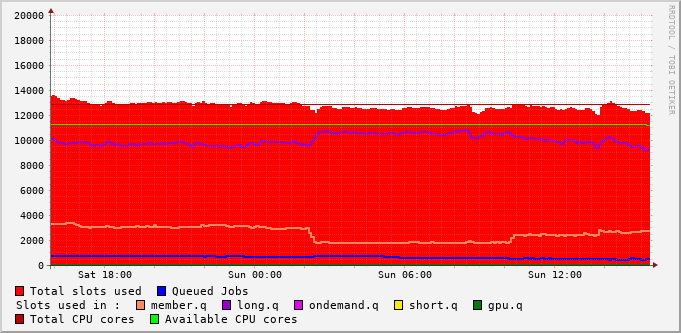 RRDTOOL / TOBI OETIKER
20000
18000
16000
14000
12000
10000
8000
6000
4000
2000
0
Sat 18:00 Sun 00:00 Sun 06:00 Sun 12:00
Total slots used Queued Jobs
Slots used in : member.q long.q ondemand.q short.q gpu.q
Total CPU cores Available CPU cores